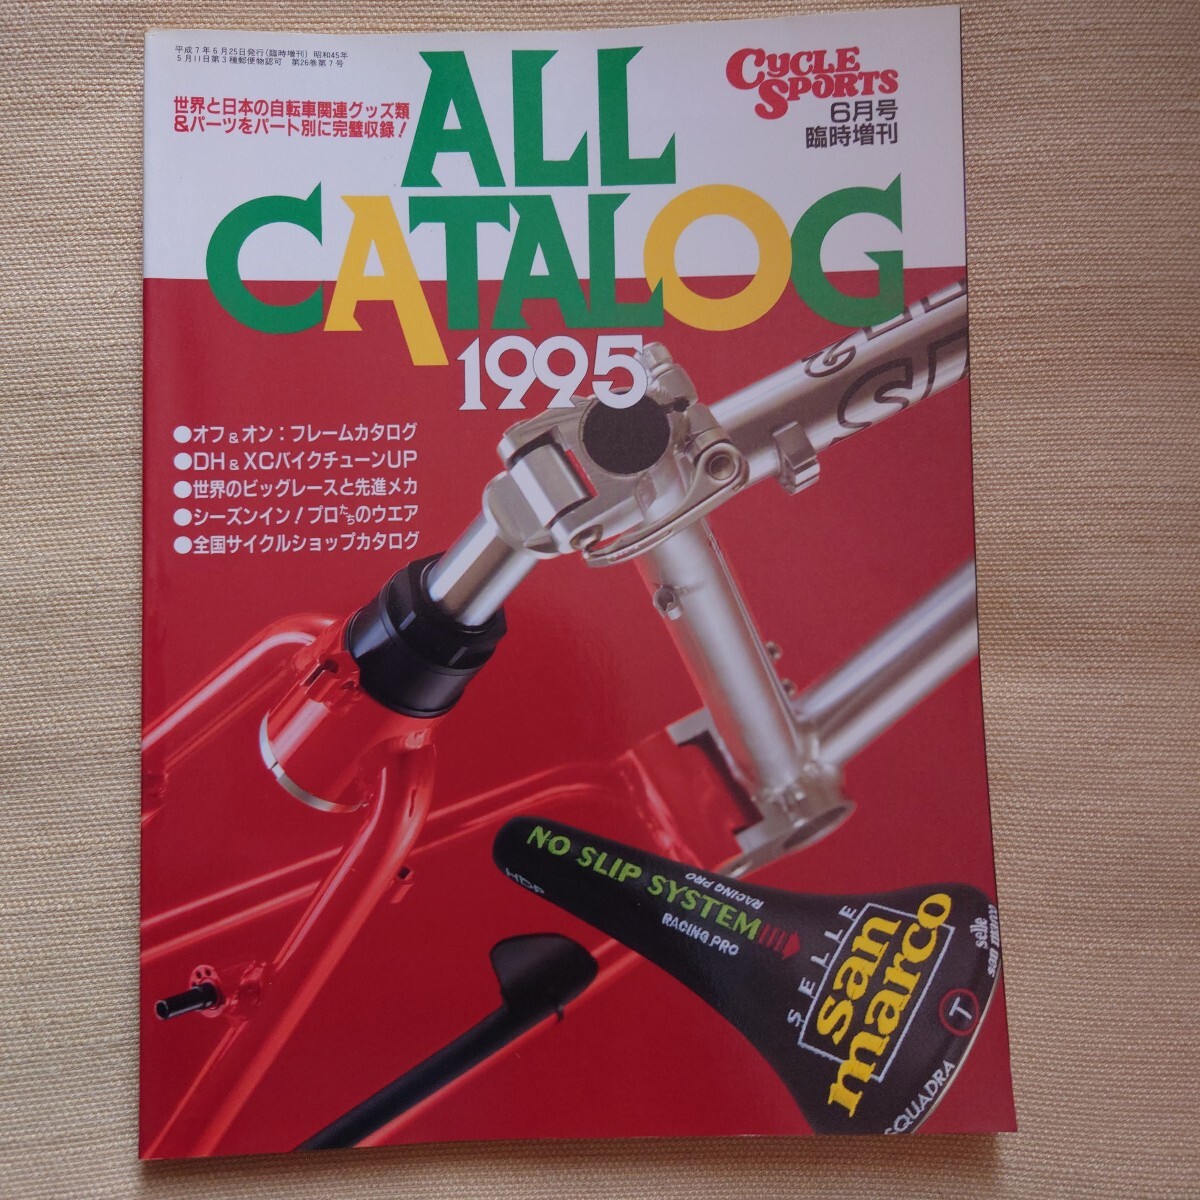 平成7年6月25日発行(臨時増刊) 昭和45年
5月11日第3種郵便物認可 第26巻第7号
世界と日本の自転車関連グッズ類
&パーツをパート別に完璧収録!
CYCLE
SPORTS
6月号
臨時増刊
ALL
CATALOG
1995
●オフ&オン:フレームカタログ
●DH&XCバイクチューンUP
●世界のビッグレースと先進メカ
●シーズンイン!プロたちのウエア
●全国サイクルショップカタログ
NO SLIP SYSTEM
RACING PRO
RACING PRO
HDP
SELLE
san
marco
selle
san marco
T
SQUADRA